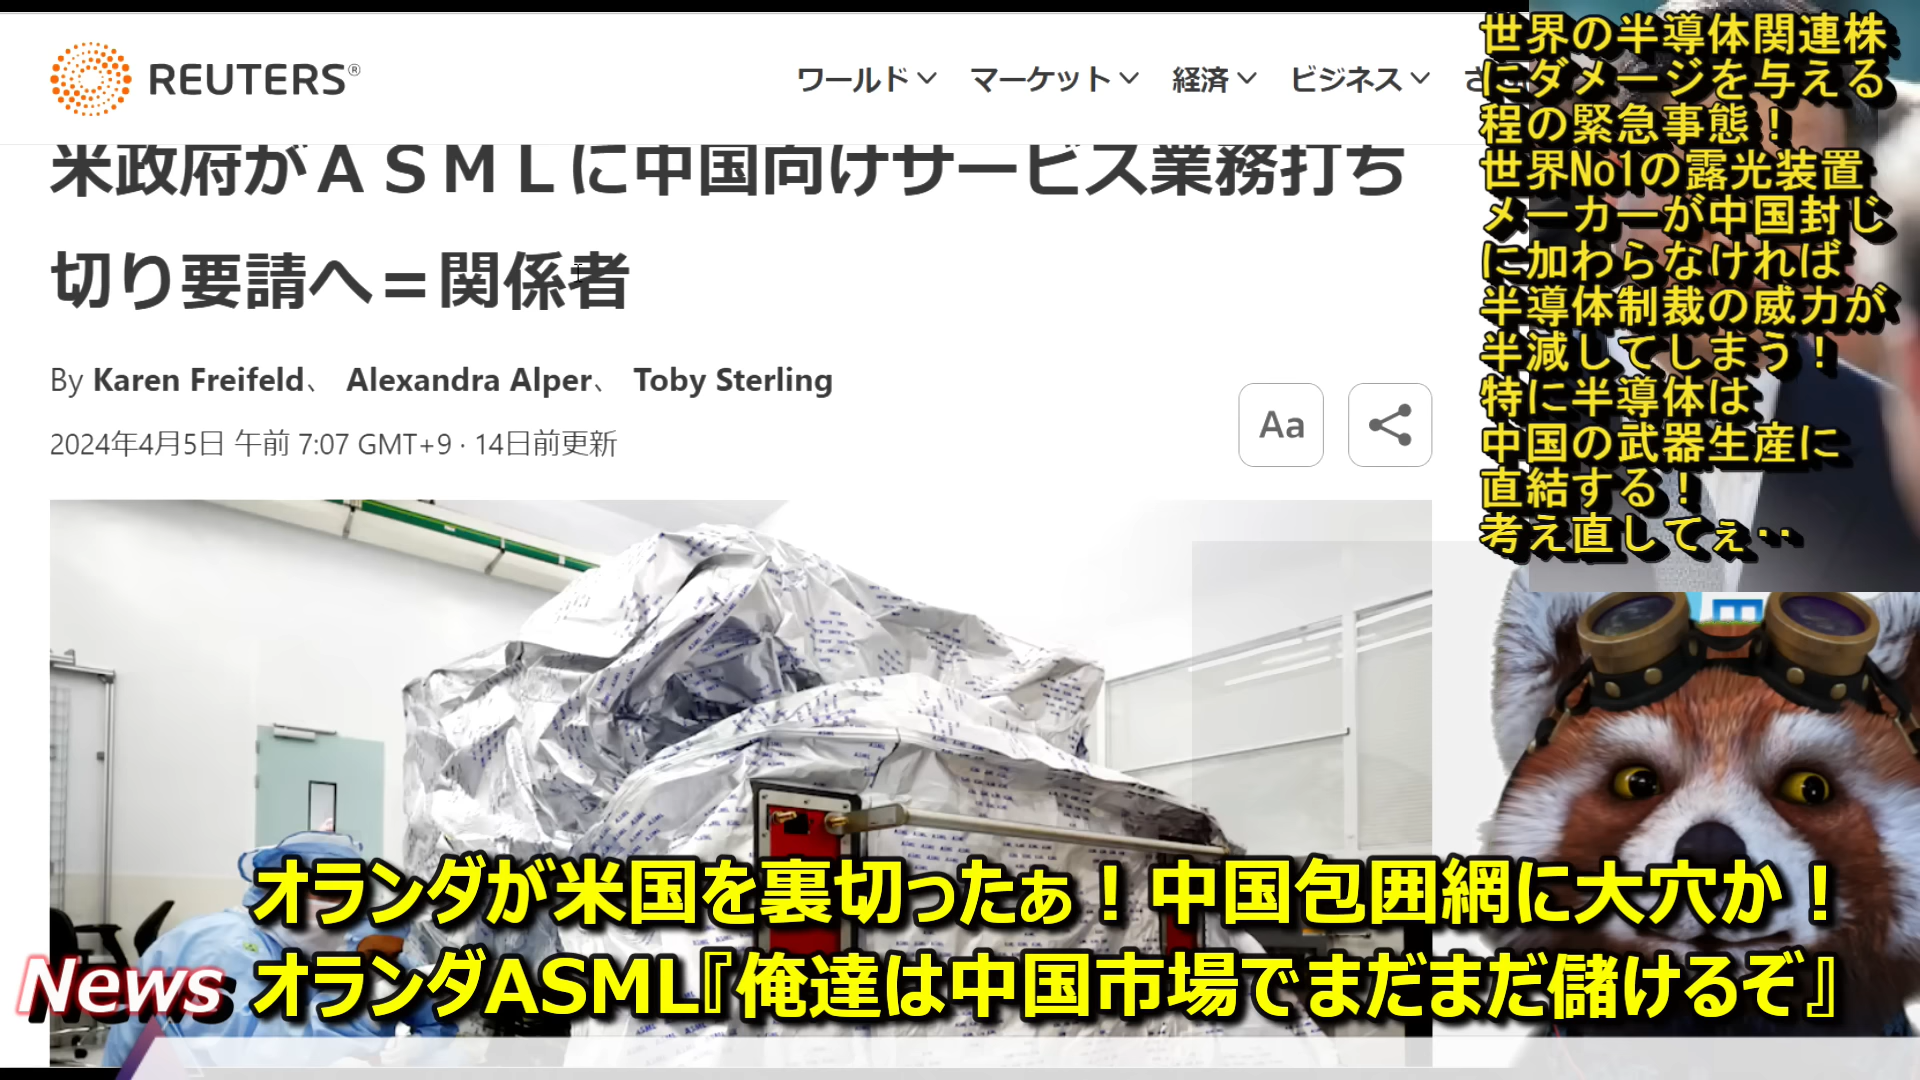 REUTERS®
ワールド マーケット 経済 ビジネス さ
米政府がＡＳＭＬに中国向けサービス業務打ち
切り要請へ＝関係者
By Karen Freifeld、 Alexandra Alper、 Toby Sterling
2024年4月5日 午前 7:07 GMT+9 · 14日前更新
Aa
世界の半導体関連株
にダメージを与える
程の緊急事態！
世界No1の露光装置
メーカーが中国封じ
に加わらなければ
半導体制裁の威力が
半減してしまう！
特に半導体は
中国の武器生産に
直結する！
考え直してぇ‥
オランダが米国を裏切ったぁ！中国包囲網に大穴か！
News
オランダASML『俺達は中国市場でまだまだ儲けるぞ』